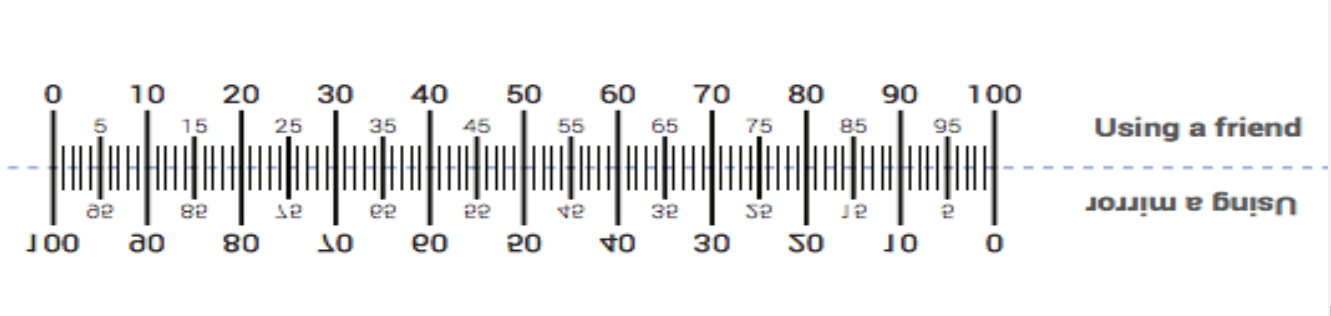 0 10 20 30 40 50 60 70 80 90 100
5 15 25 35 45 55 65 75 85 95
Using a friend
Using a mirror
95 85 75 65 55 45 35 25 15 5
100 90 80 70 60 50 40 30 20 10 0